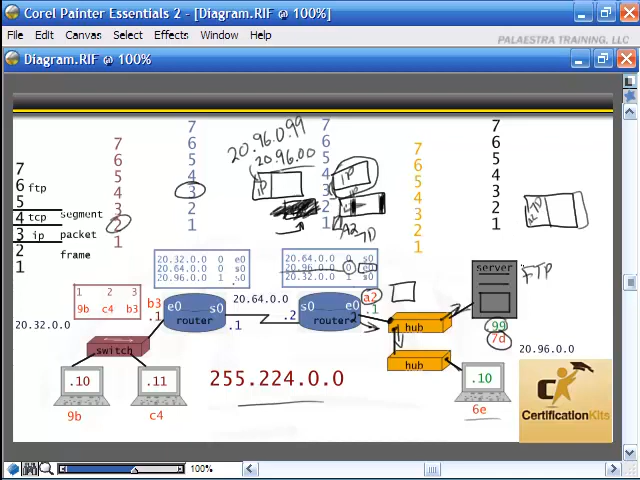 Corel Painter Essentials 2 - [Diagram.RIF @ 100%]
File Edit Canvas Select Effects Window Help
PALAESTRA TRAINING, LLC
Diagram.RIF @ 100%
7
6 ftp
5
4 tcp segment
3 ip packet
2 frame
1
7
6
5
4
3
2
1
7
6
5
4
3
2
1
20.96.0.99
20.96.0.0
IP
7
6
5
4
3
2
1
IP
A2
7D
7
6
5
4
3
2
1
7
6
5
4
3
2
1
20.32.0.0 0 e0
20.64.0.0 0 s0
20.96.0.0 1 s0
20.64.0.0 0 s0
20.96.0.0 0 e0
20.32.0.0 1 s0
server
FTP
1 2 3
9b c4 b3
b3
.1
e0 s0
router
20.64.0.0
.1
.2
s0 e0
router2
a2
.1
hub
99
7d
20.32.0.0
switch
20.96.0.0
hub
.10
.11
255.224.0.0
.10
9b
c4
6e
CertificationKits
100%